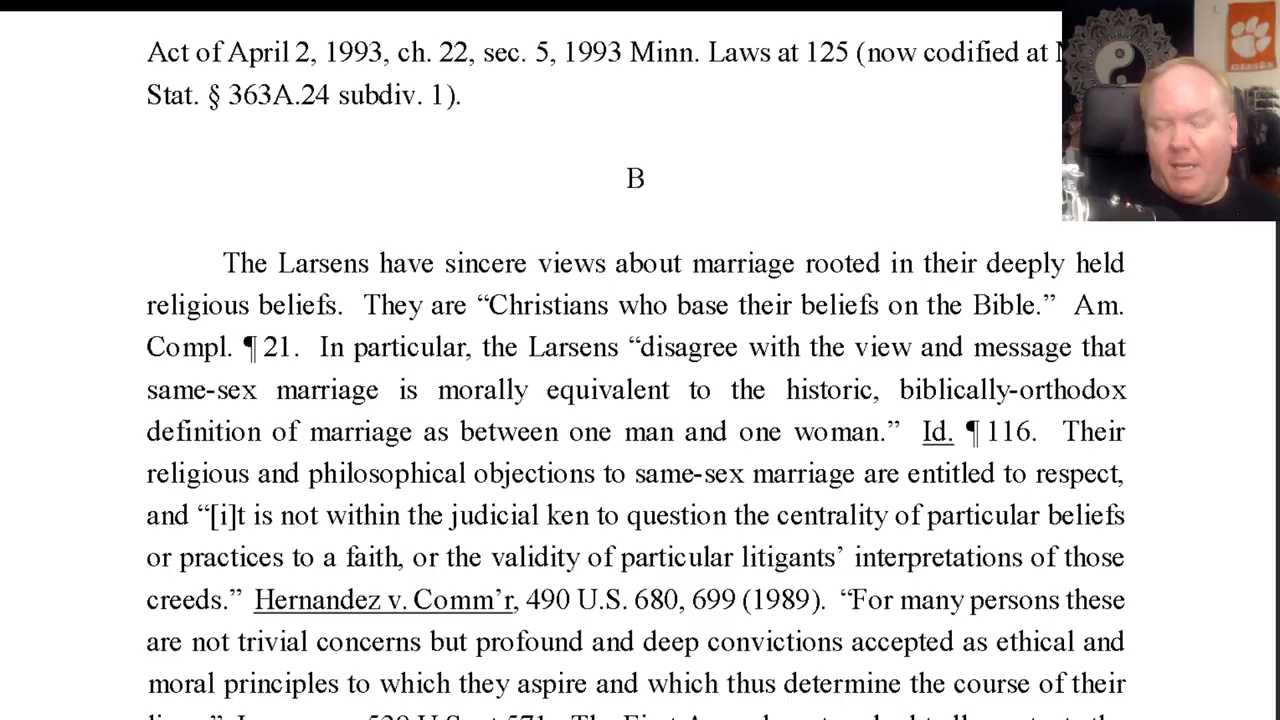 Act of April 2, 1993, ch. 22, sec. 5, 1993 Minn. Laws at 125 (now codified at
Stat. § 363A.24 subdiv. 1).
B
The Larsens have sincere views about marriage rooted in their deeply held
religious beliefs. They are “Christians who base their beliefs on the Bible.” Am.
Compl. ¶ 21. In particular, the Larsens “disagree with the view and message that
same-sex marriage is morally equivalent to the historic, biblically-orthodox
definition of marriage as between one man and one woman.” Id. ¶ 116. Their
religious and philosophical objections to same-sex marriage are entitled to respect,
and “[i]t is not within the judicial ken to question the centrality of particular beliefs
or practices to a faith, or the validity of particular litigants’ interpretations of those
creeds.” Hernandez v. Comm’r, 490 U.S. 680, 699 (1989). “For many persons these
are not trivial concerns but profound and deep convictions accepted as ethical and
moral principles to which they aspire and which thus determine the course of their